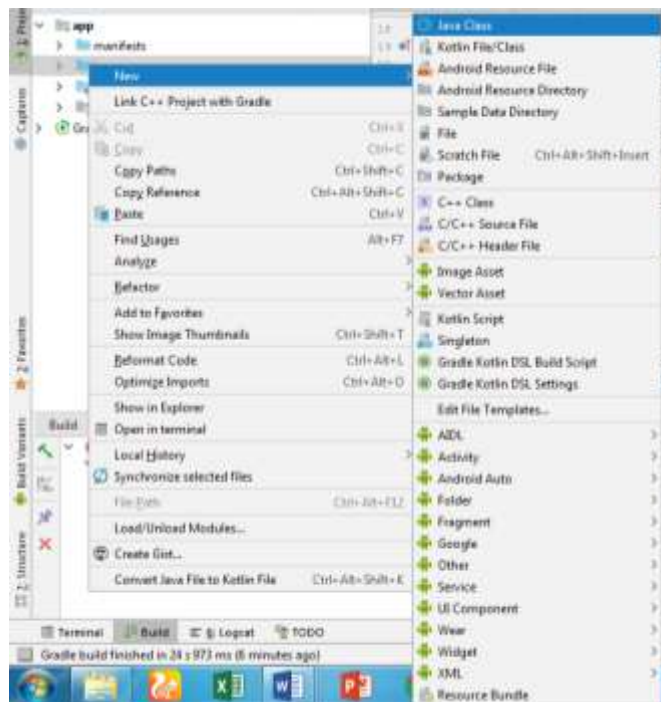 1: Proje
Captures
2: Favorites
Build Variants
Z: Structure
app
manifests
Gr
New
Link C++ Project with Gradle
Cut Ctrl+X
Copy Ctrl+C
Copy Paths Ctrl+Shift+C
Copy Reference Ctrl+Alt+Shift+C
Paste Ctrl+V
Find Usages Alt+F7
Analyze
Refactor
Add to Favorites
Show Image Thumbnails Ctrl+Shift+T
Reformat Code Ctrl+Alt+L
Optimize Imports Ctrl+Alt+O
Show in Explorer
Open in terminal
Local History
Synchronize selected files
File Path Ctrl+Alt+F12
Load/Unload Modules...
Create Gist...
Convert Java File to Kotlin File Ctrl+Alt+Shift+K
Java Class
Kotlin File/Class
Android Resource File
Android Resource Directory
Sample Data Directory
File
Scratch File Ctrl+Alt+Shift+Insert
Package
C++ Class
C/C++ Source File
C/C++ Header File
Image Asset
Vector Asset
Kotlin Script
Singleton
Gradle Kotlin DSL Build Script
Gradle Kotlin DSL Settings
Edit File Templates...
AIDL
Activity
Android Auto
Folder
Fragment
Google
Other
Service
UI Component
Wear
Widget
XML
Resource Bundle
Build
Terminal Build 6: Logcat TODO
Gradle build finished in 24 s 973 ms (6 minutes ago)